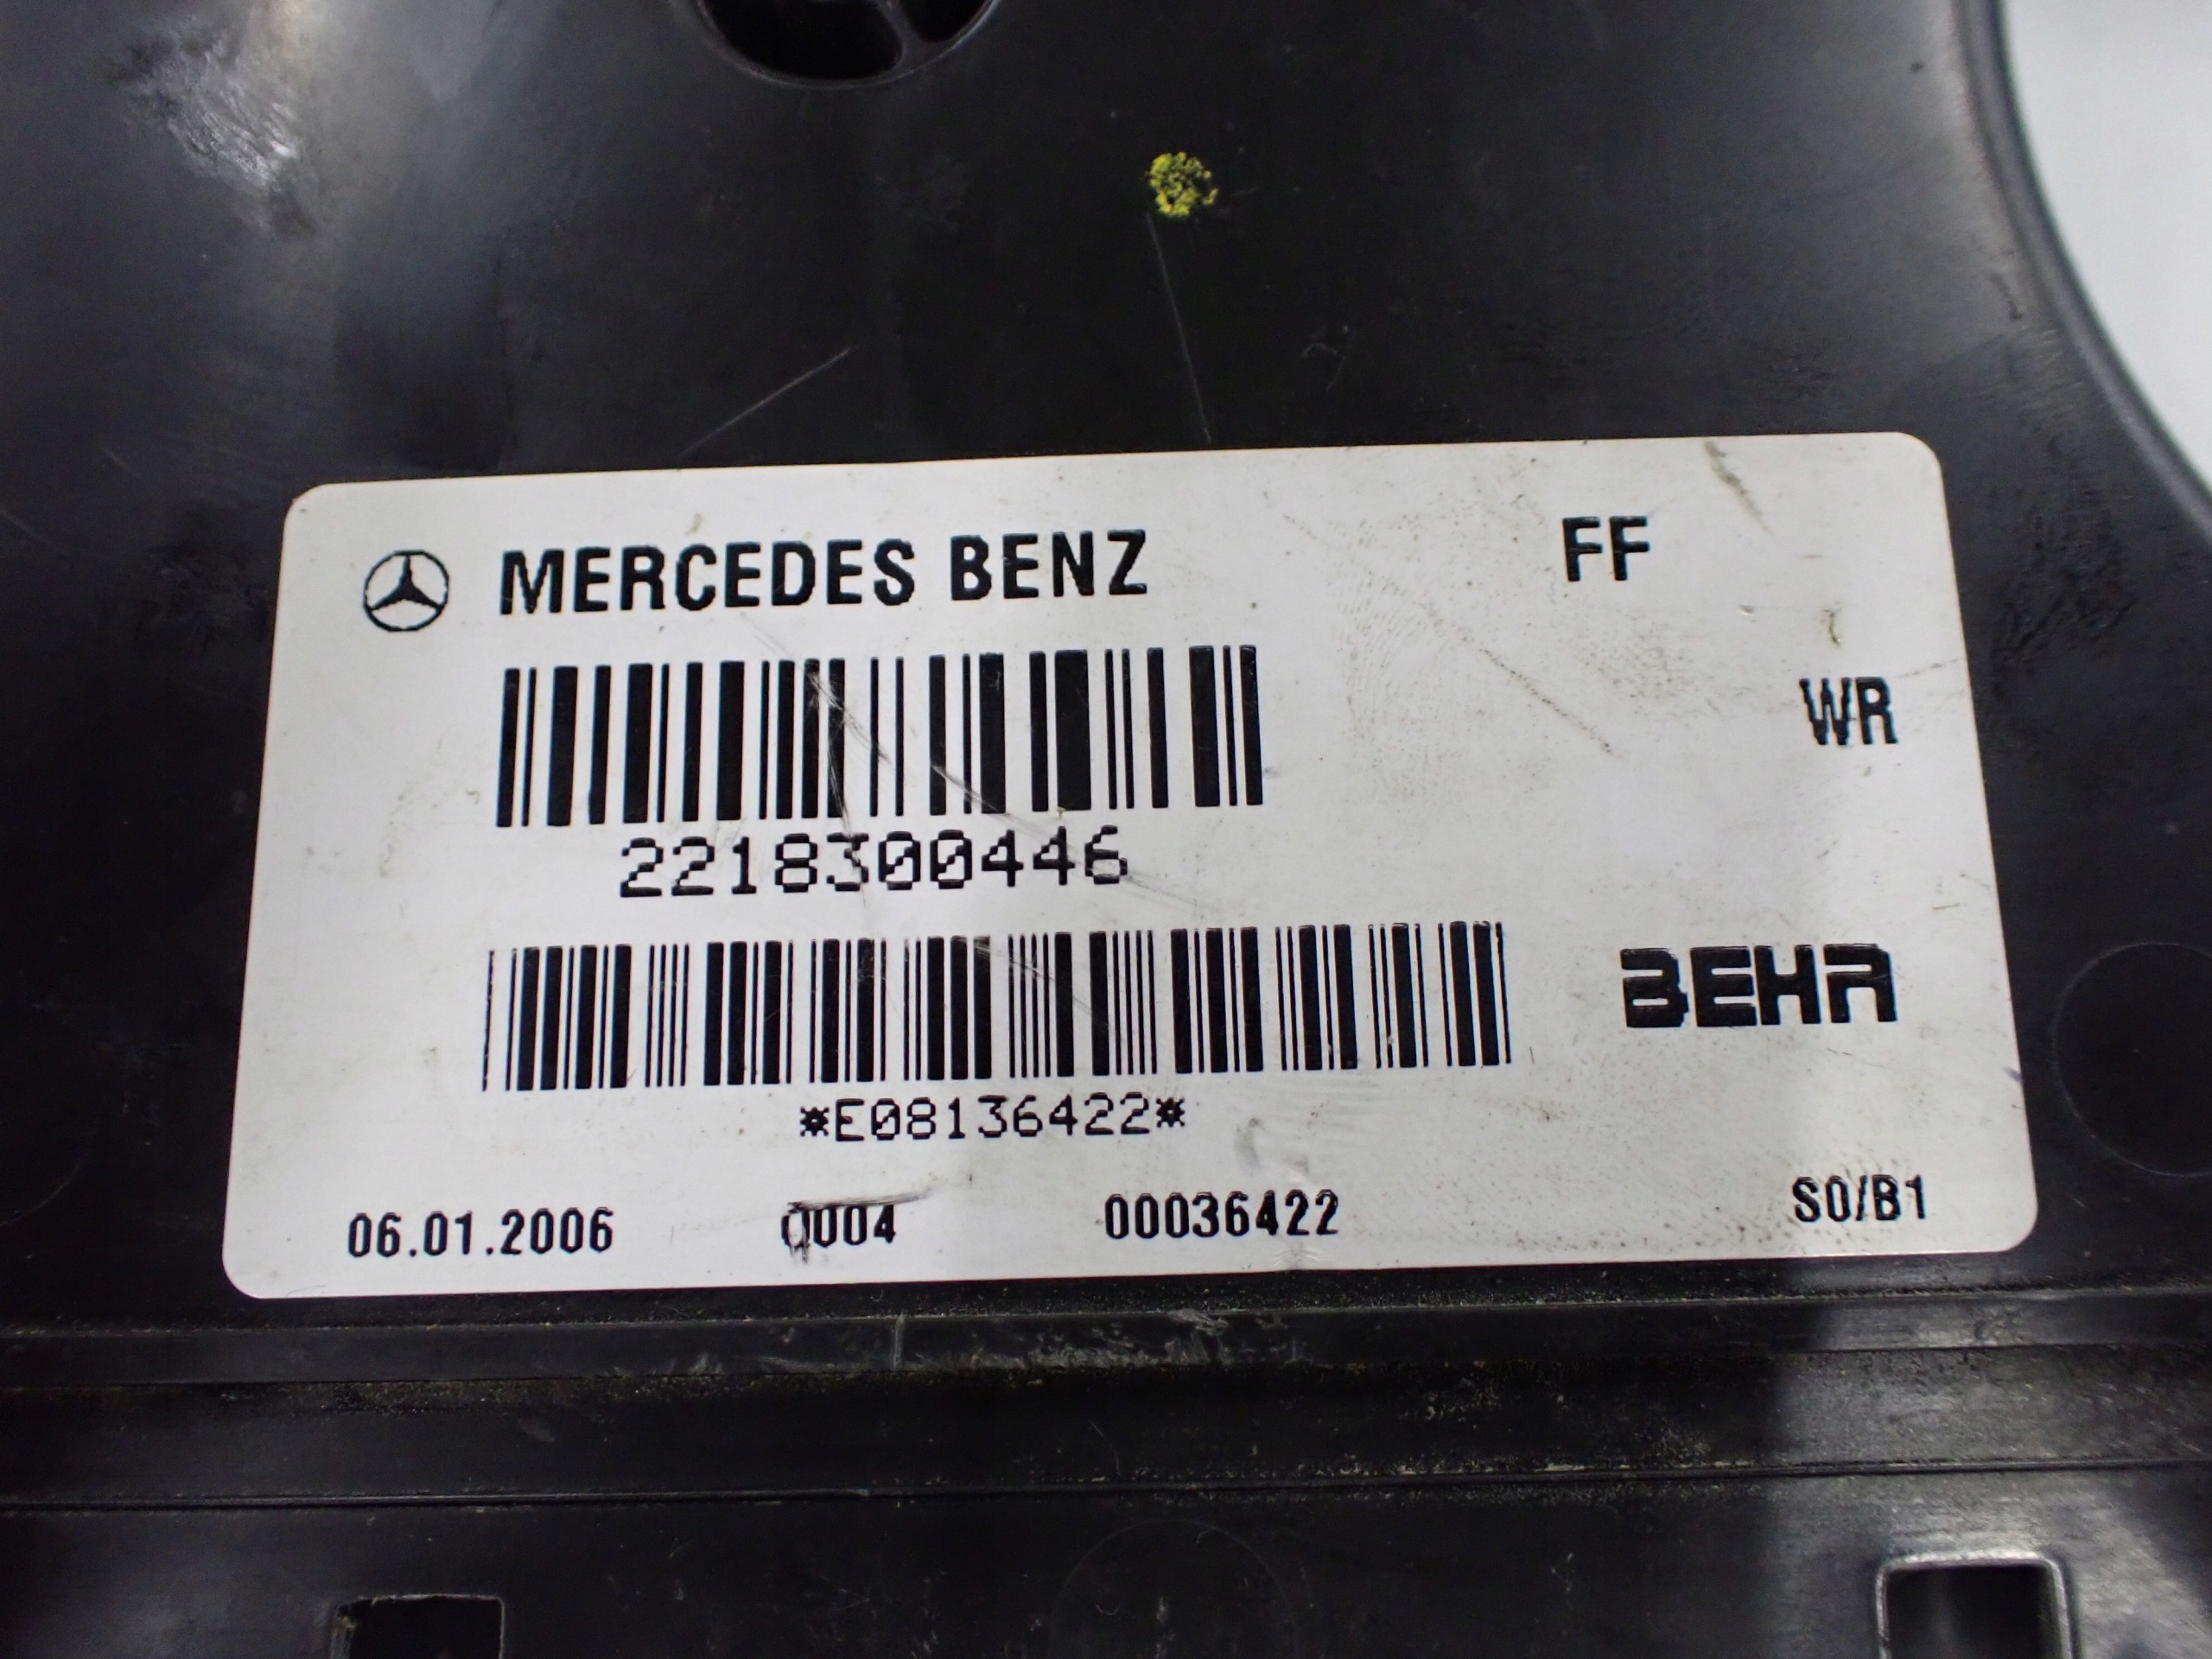 MERCEDES BENZ FF
WR
2218300446
BEHR
*E08136422*
06.01.2006 0004 00036422 S0/B1